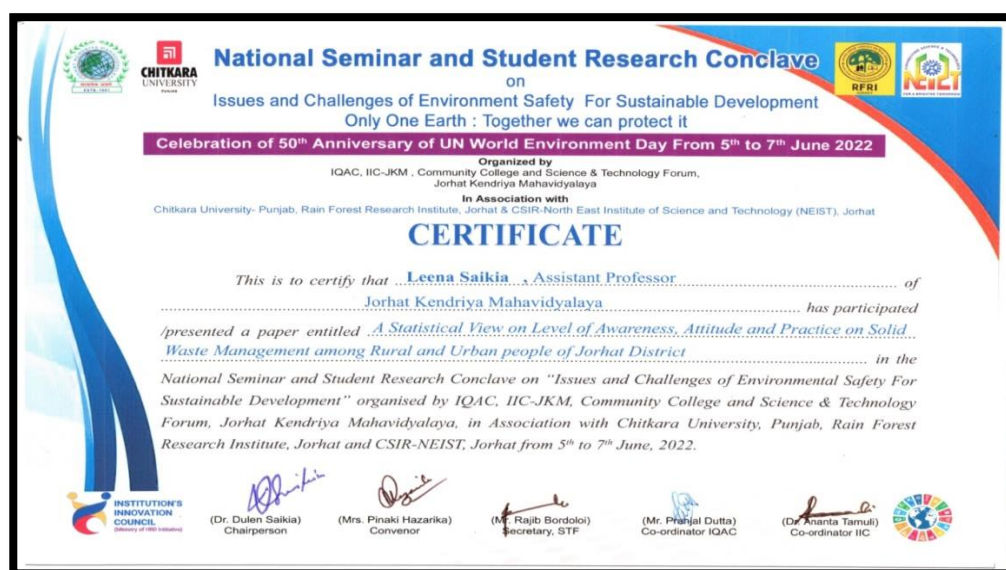 National Seminar and Student Research Conclave
on
Issues and Challenges of Environment Safety For Sustainable Development
Only One Earth : Together we can protect it
CHITKARA
UNIVERSITY
PUNJAB
RFRI
NEIST
Celebration of 50th Anniversary of UN World Environment Day From 5th to 7th June 2022
Organized by
IQAC, IIC-JKM , Community College and Science & Technology Forum,
Jorhat Kendriya Mahavidyalaya
In Association with
Chitkara University- Punjab, Rain Forest Research Institute, Jorhat & CSIR-North East Institute of Science and Technology (NEIST), Jorhat
CERTIFICATE
This is to certify that Leena Saikia , Assistant Professor of
Jorhat Kendriya Mahavidyalaya has participated
/presented a paper entitled A Statistical View on Level of Awareness, Attitude and Practice on Solid
Waste Management among Rural and Urban people of Jorhat District in the
National Seminar and Student Research Conclave on "Issues and Challenges of Environmental Safety For
Sustainable Development" organised by IQAC, IIC-JKM, Community College and Science & Technology
Forum, Jorhat Kendriya Mahavidyalaya, in Association with Chitkara University, Punjab, Rain Forest
Research Institute, Jorhat and CSIR-NEIST, Jorhat from 5th to 7th June, 2022.
INSTITUTION'S
INNOVATION
COUNCIL
(Ministry of HRD Initiative)
(Dr. Dulen Saikia)
Chairperson
(Mrs. Pinaki Hazarika)
Convenor
(Mr. Rajib Bordoloi)
Secretary, STF
(Mr. Pranjal Dutta)
Co-ordinator IQAC
(Dr. Ananta Tamuli)
Co-ordinator IIC